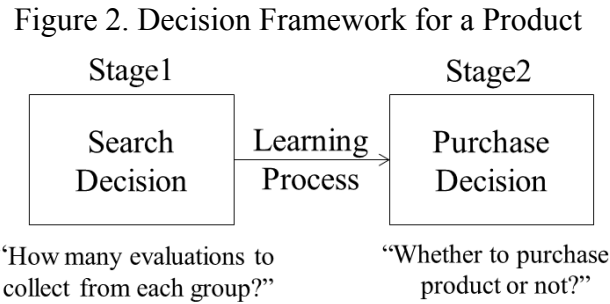 Figure 2. Decision Framework for a Product
Stage1
Stage2
Search
Decision
Learning
Process
Purchase
Decision
‘How many evaluations to
collect from each group?”
“Whether to purchase
product or not?”